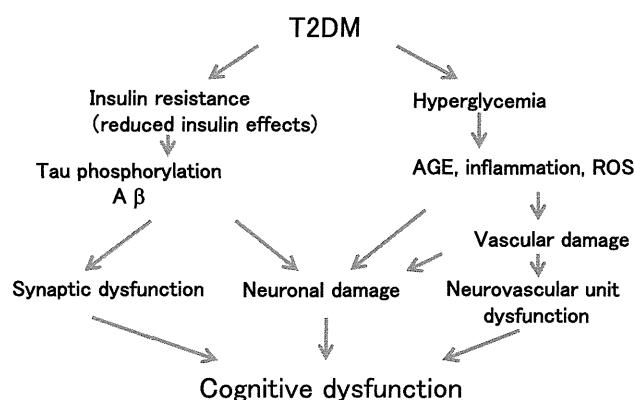 T2DM
Insulin resistance
(reduced insulin effects)
Hyperglycemia
Tau phosphorylation
A β
AGE, inflammation, ROS
Vascular damage
Synaptic dysfunction
Neuronal damage
Neurovascular unit
dysfunction
Cognitive dysfunction